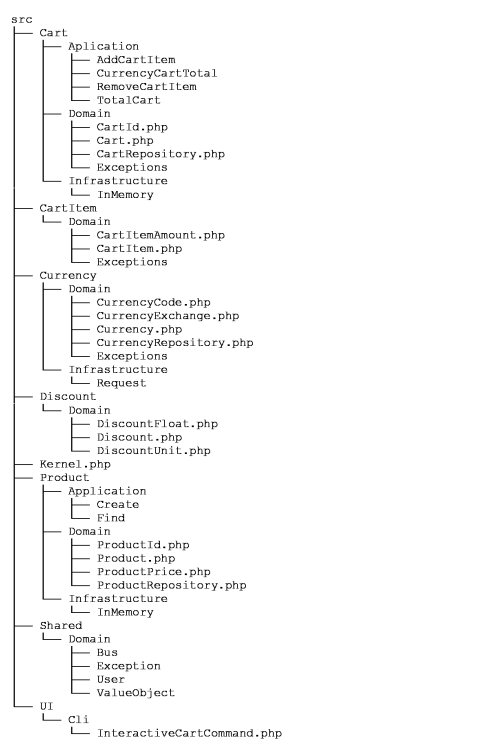 src
Cart
Aplication
AddCartItem
CurrencyCartTotal
RemoveCartItem
TotalCart
Domain
CartId.php
Cart.php
CartRepository.php
Exceptions
Infrastructure
InMemory
CartItem
Domain
CartItemAmount.php
CartItem.php
Exceptions
Currency
Domain
CurrencyCode.php
CurrencyExchange.php
Currency.php
CurrencyRepository.php
Exceptions
Infrastructure
Request
Discount
Domain
DiscountFloat.php
Discount.php
DiscountUnit.php
Kernel.php
Product
Application
Create
Find
Domain
ProductId.php
Product.php
ProductPrice.php
ProductRepository.php
Infrastructure
InMemory
Shared
Domain
Bus
Exception
User
ValueObject
UI
Cli
InteractiveCartCommand.php